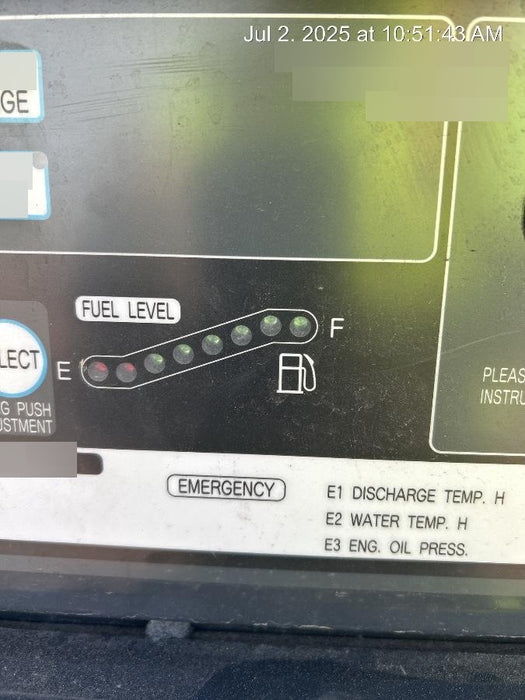 Jul 2. 2025 at 10:51:43 AM
GE
FUEL LEVEL
E
F
LECT
G PUSH
USTMENT
PLEAS
INSTRU
EMERGENCY
E1 DISCHARGE TEMP. H
E2 WATER TEMP. H
E3 ENG. OIL PRESS.